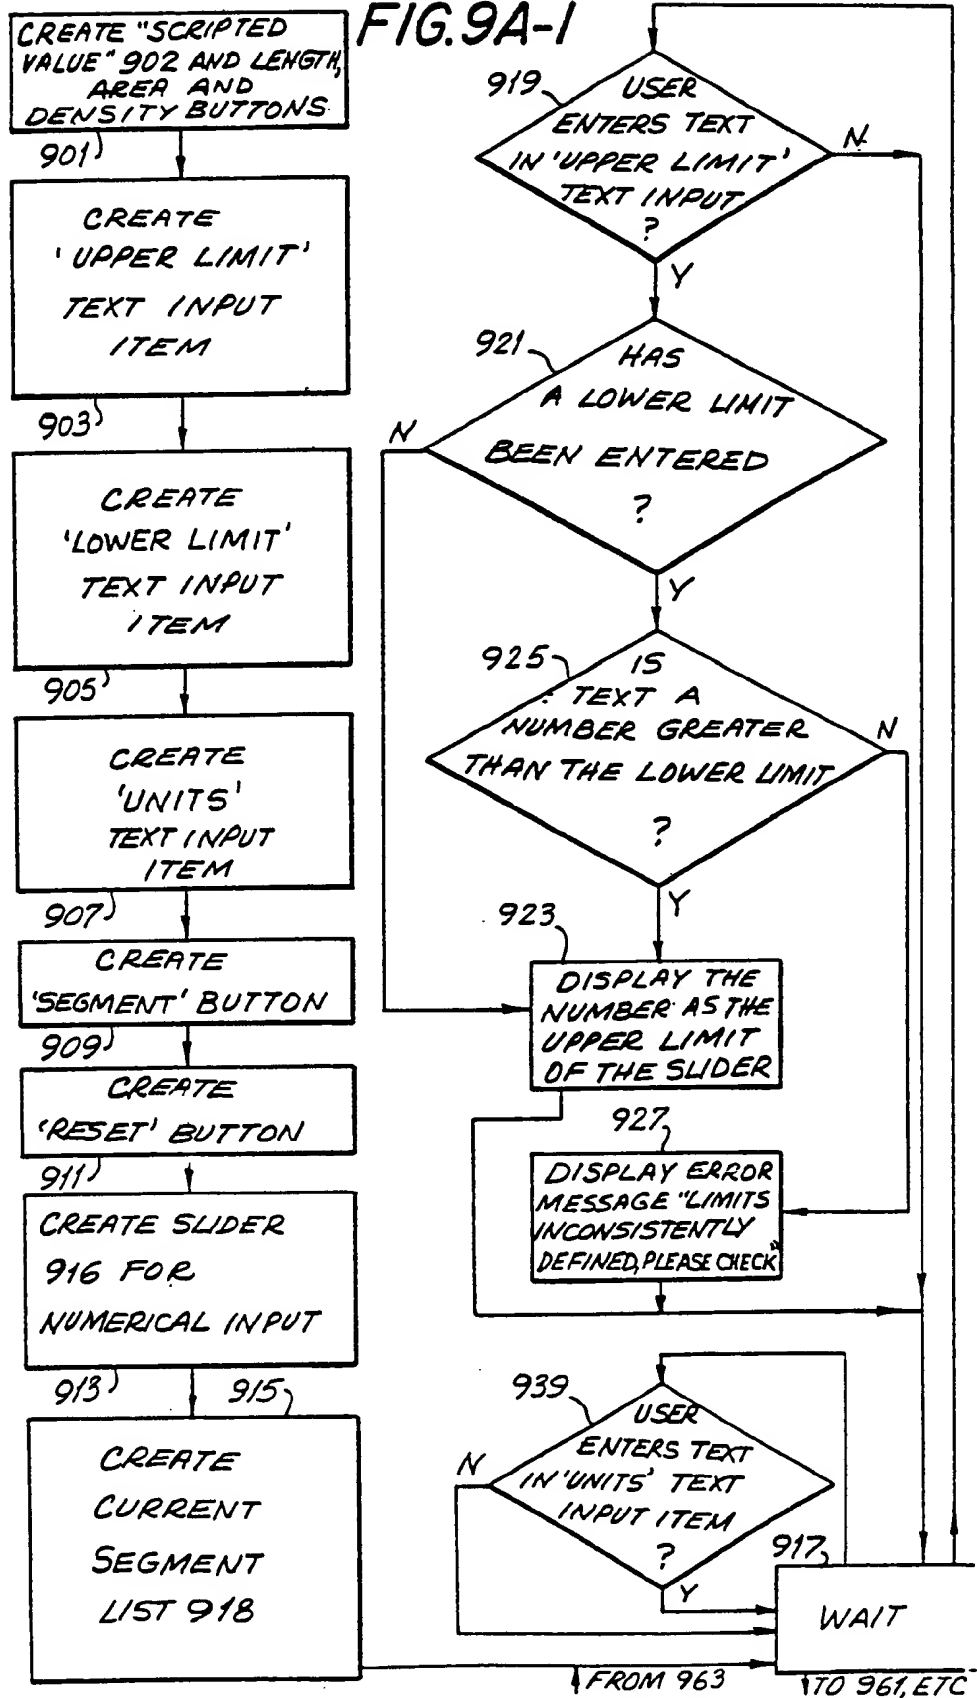 FIG.9A-1
CREATE "SCRIPTED
VALUE" 902 AND LENGTH,
AREA AND
DENSITY BUTTONS
901
CREATE
'UPPER LIMIT'
TEXT INPUT
ITEM
903
CREATE
'LOWER LIMIT'
TEXT INPUT
ITEM
905
CREATE
'UNITS'
TEXT INPUT
ITEM
907
CREATE
'SEGMENT' BUTTON
909
CREATE
'RESET' BUTTON
911
CREATE SLIDER
916 FOR
NUMERICAL INPUT
913
915
CREATE
CURRENT
SEGMENT
LIST 918
919
USER
ENTERS TEXT
IN 'UPPER LIMIT'
TEXT INPUT
?
N
Y
921
HAS
A LOWER LIMIT
BEEN ENTERED
?
N
Y
925
IS
TEXT A
NUMBER GREATER
THAN THE LOWER LIMIT
?
N
Y
923
DISPLAY THE
NUMBER AS THE
UPPER LIMIT
OF THE SLIDER
927
DISPLAY ERROR
MESSAGE "LIMITS
INCONSISTENTLY
DEFINED, PLEASE CHECK"
939
USER
ENTERS TEXT
IN 'UNITS' TEXT
INPUT ITEM
?
N
Y
917
WAIT
FROM 963
TO 961, ETC